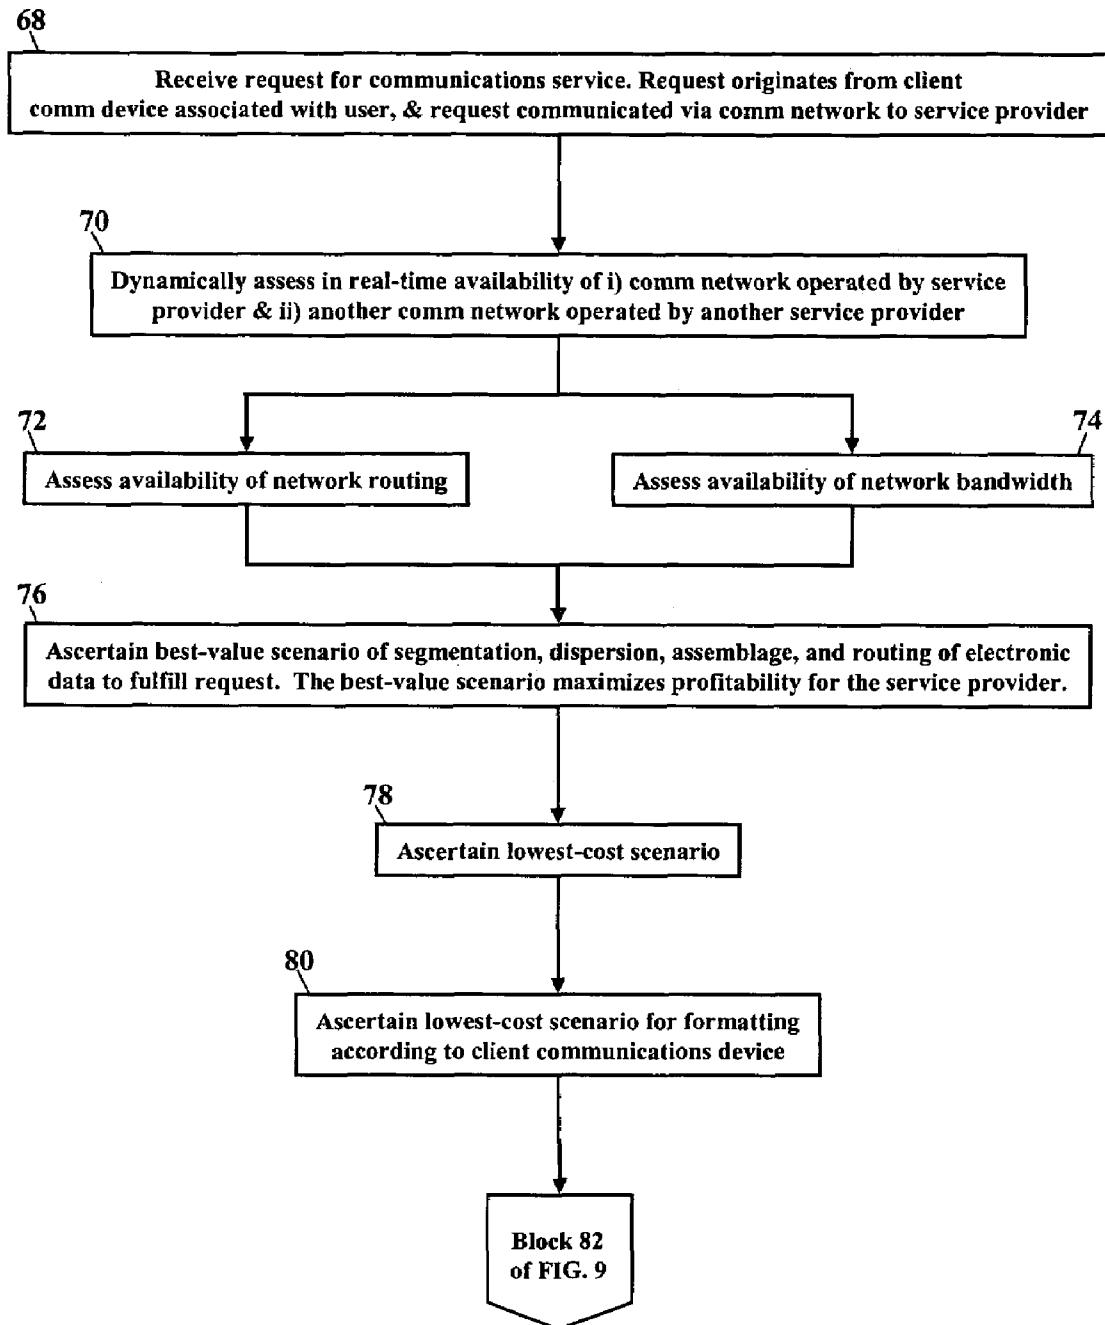 68
Receive request for communications service. Request originates from client
comm device associated with user, & request communicated via comm network to service provider
70
Dynamically assess in real-time availability of i) comm network operated by service
provider & ii) another comm network operated by another service provider
72
Assess availability of network routing
74
Assess availability of network bandwidth
76
Ascertain best-value scenario of segmentation, dispersion, assemblage, and routing of electronic
data to fulfill request. The best-value scenario maximizes profitability for the service provider.
78
Ascertain lowest-cost scenario
80
Ascertain lowest-cost scenario for formatting
according to client communications device
Block 82
of FIG. 9